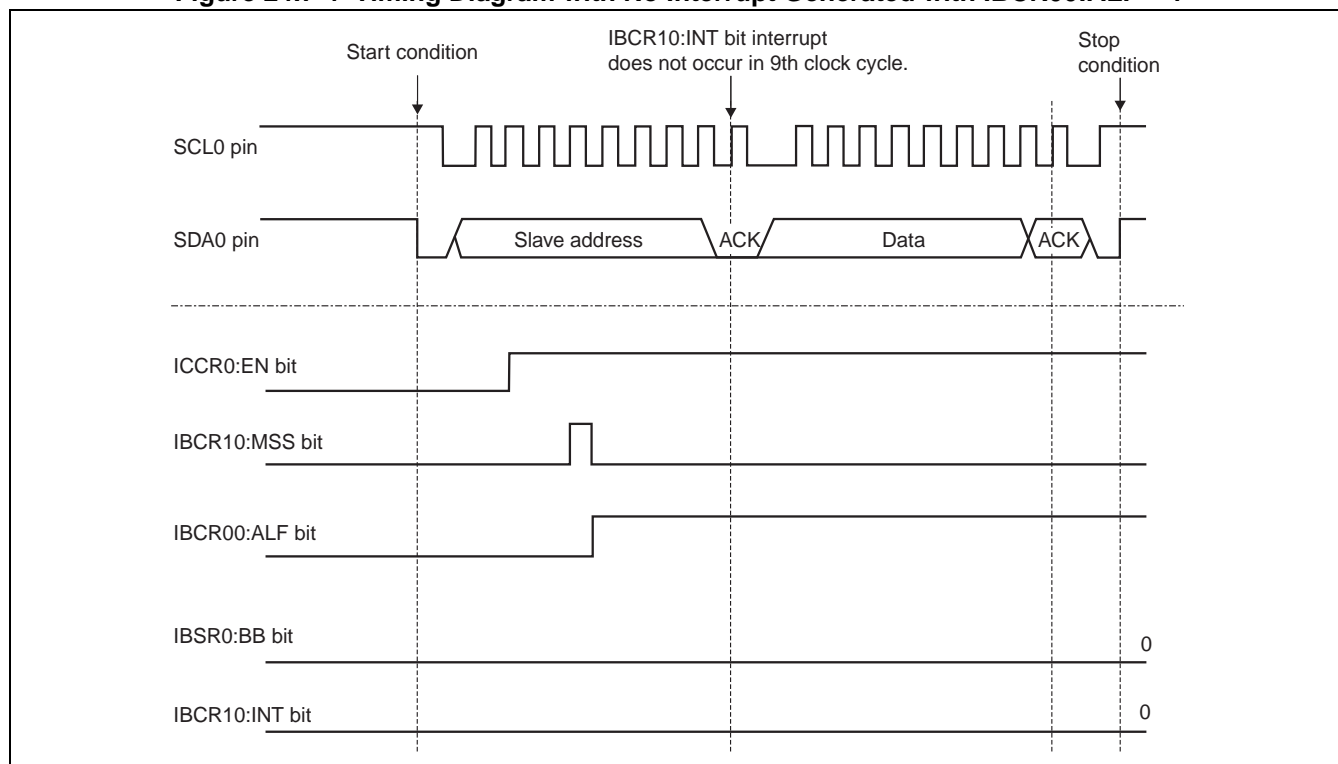 Start condition
IBCR10:INT bit interrupt
does not occur in 9th clock cycle.
Stop
condition
SCL0 pin
SDA0 pin
Slave address
ACK
Data
ACK
ICCR0:EN bit
IBCR10:MSS bit
IBCR00:ALF bit
IBSR0:BB bit
0
IBCR10:INT bit
0